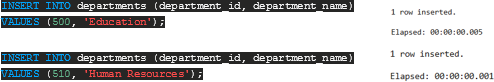 INSERT INTO departments (department_id, department_name)
VALUES (500, 'Education');
1 row inserted.
Elapsed: 00:00:00.005
INSERT INTO departments (department_id, department_name)
VALUES (510, 'Human Resources');
1 row inserted.
Elapsed: 00:00:00.001